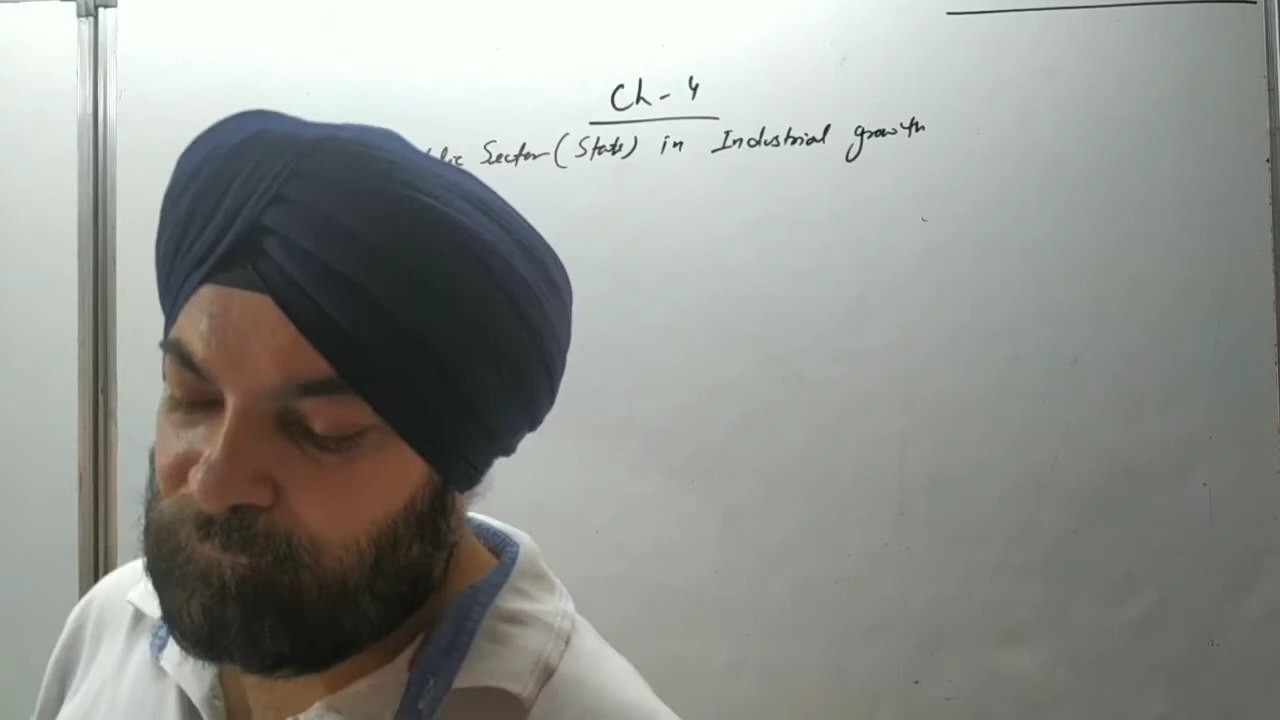 Ch - 4
Sector (State) in Industrial growth